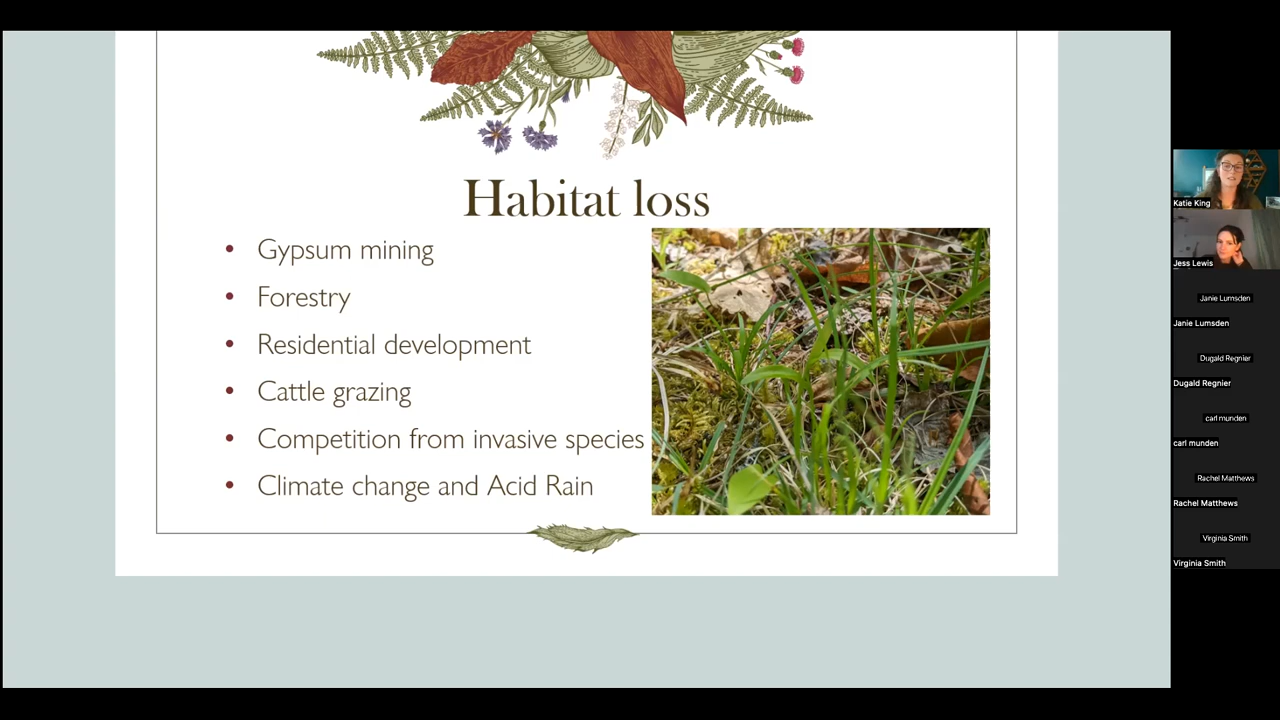 Habitat loss
• Gypsum mining
• Forestry
• Residential development
• Cattle grazing
• Competition from invasive species
• Climate change and Acid Rain
Katie King
Jess Lewis
Janie Lumsden
Janie Lumsden
Dugald Regnier
Dugald Regnier
carl munden
carl munden
Rachel Matthews
Rachel Matthews
Virginia Smith
Virginia Smith